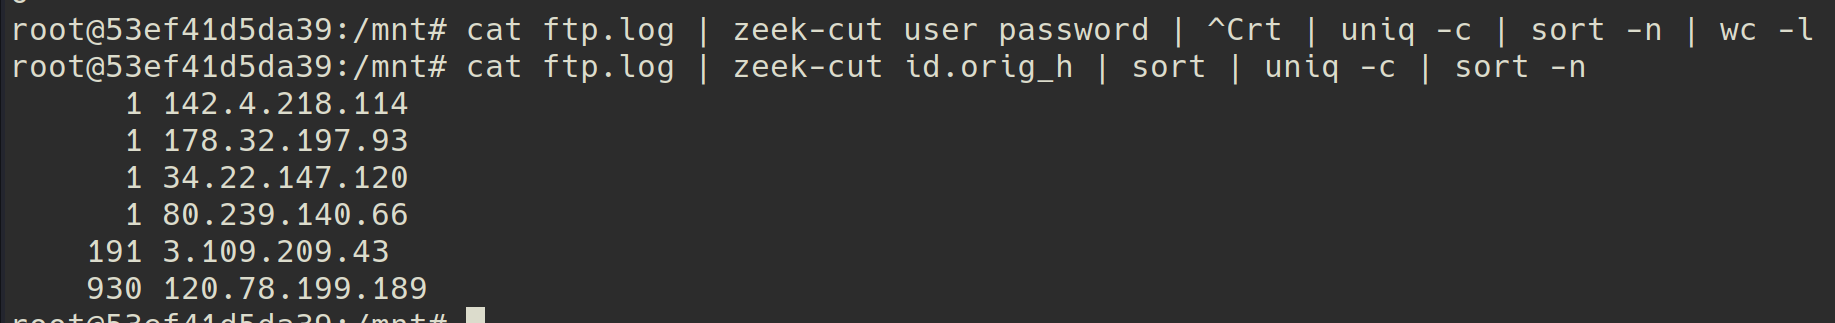 root@53ef41d5da39:/mnt# cat ftp.log | zeek-cut user password | ^Crt | uniq -c | sort -n | wc -l
root@53ef41d5da39:/mnt# cat ftp.log | zeek-cut id.orig_h | sort | uniq -c | sort -n
      1 142.4.218.114
      1 178.32.197.93
      1 34.22.147.120
      1 80.239.140.66
    191 3.109.209.43
    930 120.78.199.189
root@53ef41d5da39:/mnt#